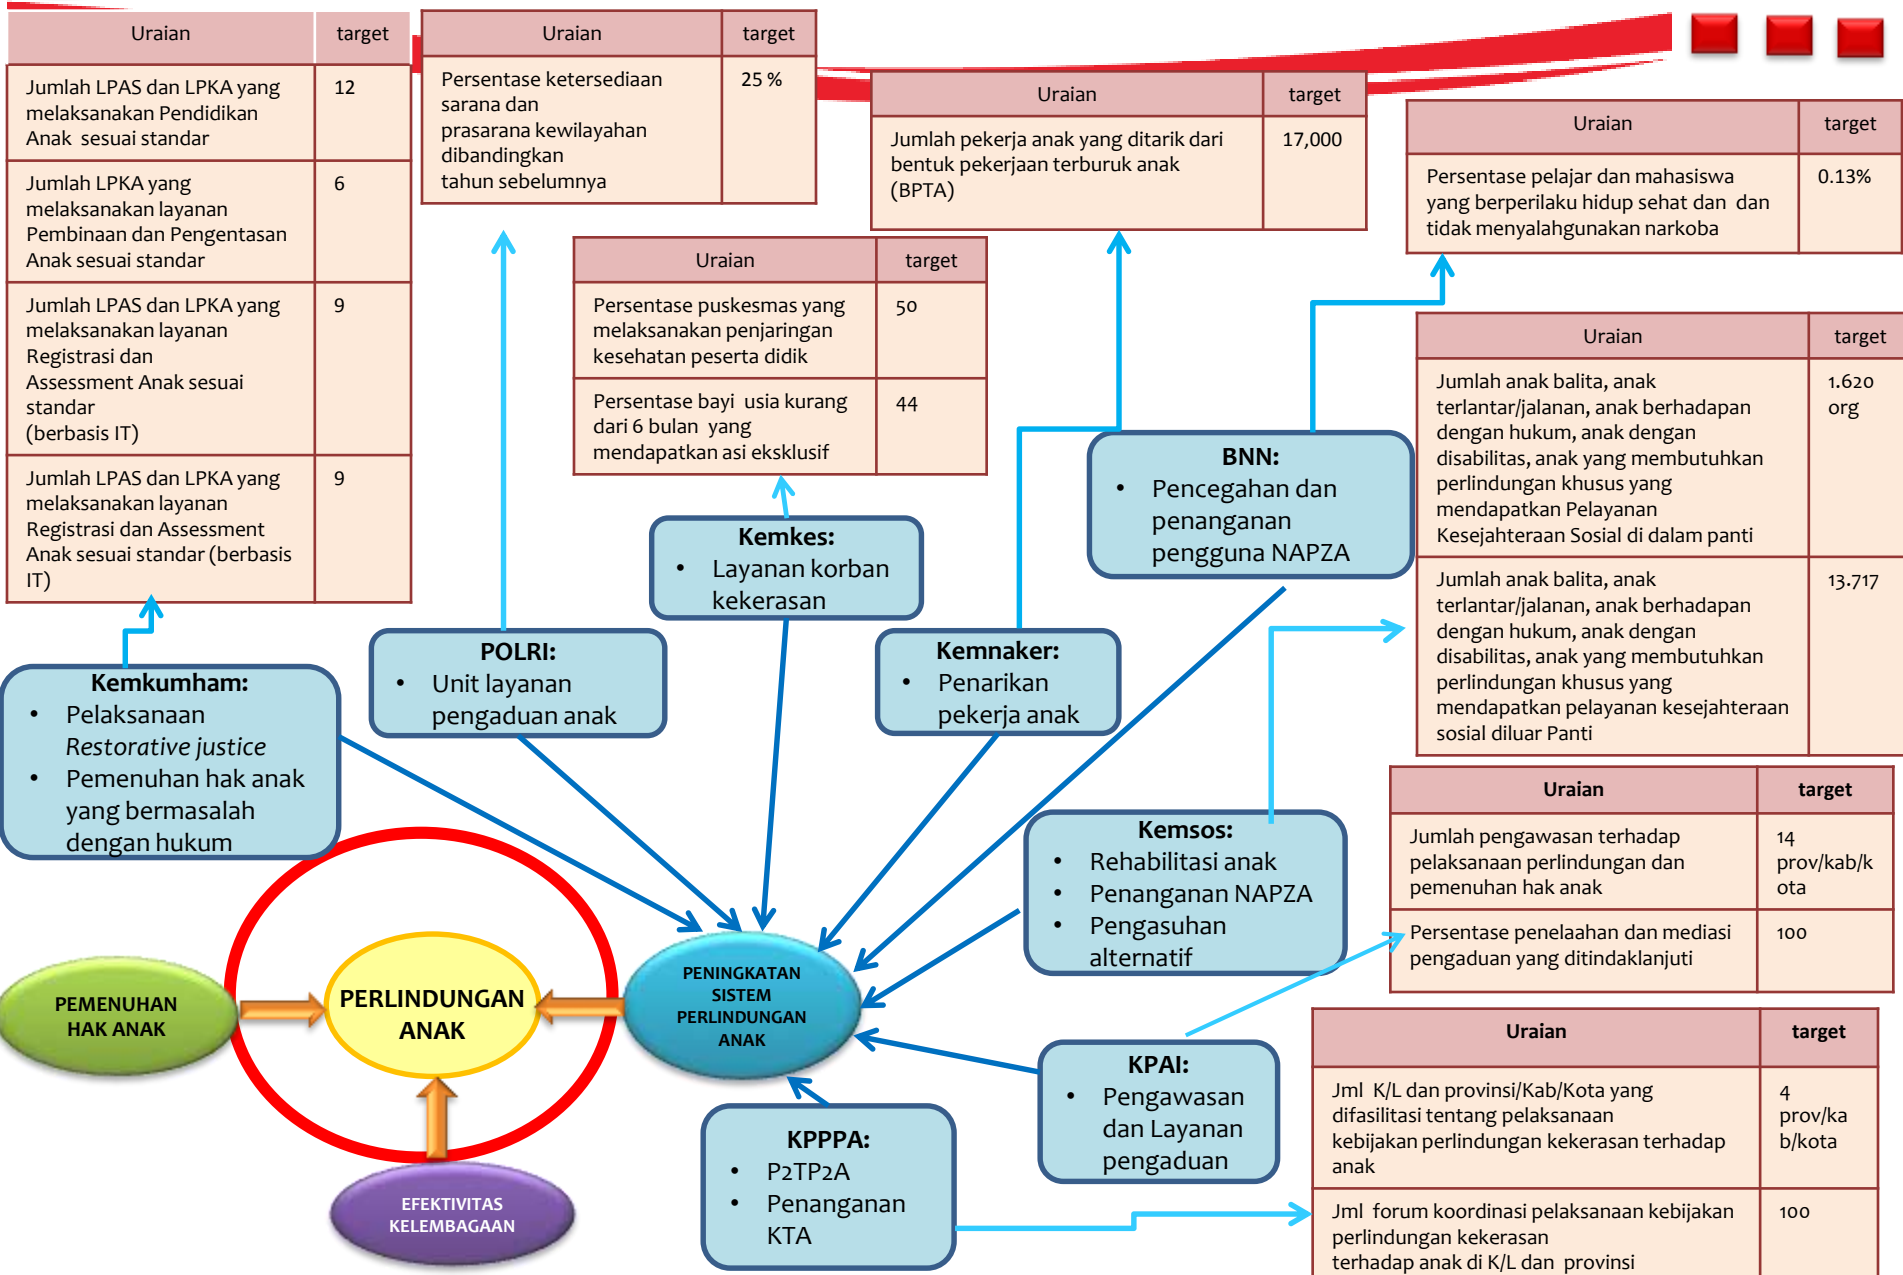 Uraian target
Jumlah LPAS dan LPKA yang 12
melaksanakan Pendidikan
Anak sesuai standar
Jumlah LPKA yang 6
melaksanakan layanan
Pembinaan dan Pengentasan
Anak sesuai standar
Jumlah LPAS dan LPKA yang 9
melaksanakan layanan
Registrasi dan
Assessment Anak sesuai
standar
(berbasis IT)
Jumlah LPAS dan LPKA yang 9
melaksanakan layanan
Registrasi dan Assessment
Anak sesuai standar (berbasis
IT)
Uraian target
Persentase ketersediaan 25 %
sarana dan
prasarana kewilayahan
dibandingkan
tahun sebelumnya
Uraian target
Jumlah pekerja anak yang ditarik dari 17,000
bentuk pekerjaan terburuk anak
(BPTA)
Uraian target
Persentase pelajar dan mahasiswa 0.13%
yang berperilaku hidup sehat dan dan
tidak menyalahgunakan narkoba
Uraian target
Persentase puskesmas yang 50
melaksanakan penjaringan
kesehatan peserta didik
Persentase bayi usia kurang 44
dari 6 bulan yang
mendapatkan asi eksklusif
Uraian target
Jumlah anak balita, anak 1.620
terlantar/jalanan, anak berhadapan org
dengan hukum, anak dengan
disabilitas, anak yang membutuhkan
perlindungan khusus yang
mendapatkan Pelayanan
Kesejahteraan Sosial di dalam panti
Jumlah anak balita, anak 13.717
terlantar/jalanan, anak berhadapan
dengan hukum, anak dengan
disabilitas, anak yang membutuhkan
perlindungan khusus yang
mendapatkan pelayanan kesejahteraan
sosial diluar Panti
BNN:
• Pencegahan dan
penanganan
pengguna NAPZA
Kemkes:
• Layanan korban
kekerasan
POLRI:
• Unit layanan
pengaduan anak
Kemnaker:
• Penarikan
pekerja anak
Kemkumham:
• Pelaksanaan
Restorative justice
• Pemenuhan hak anak
yang bermasalah
dengan hukum
Kemsos:
• Rehabilitasi anak
• Penanganan NAPZA
• Pengasuhan
alternatif
Uraian target
Jumlah pengawasan terhadap 14
pelaksanaan perlindungan dan prov/kab/k
pemenuhan hak anak ota
Persentase penelaahan dan mediasi 100
pengaduan yang ditindaklanjuti
PEMENUHAN
HAK ANAK
PERLINDUNGAN
ANAK
PENINGKATAN
SISTEM
PERLINDUNGAN
ANAK
EFEKTIVITAS
KELEMBAGAAN
KPAI:
• Pengawasan
dan Layanan
pengaduan
KPPPA:
• P2TP2A
• Penanganan
KTA
Uraian target
Jml K/L dan provinsi/Kab/Kota yang 4
difasilitasi tentang pelaksanaan prov/ka
kebijakan perlindungan kekerasan terhadap b/kota
anak
Jml forum koordinasi pelaksanaan kebijakan 100
perlindungan kekerasan
terhadap anak di K/L dan provinsi